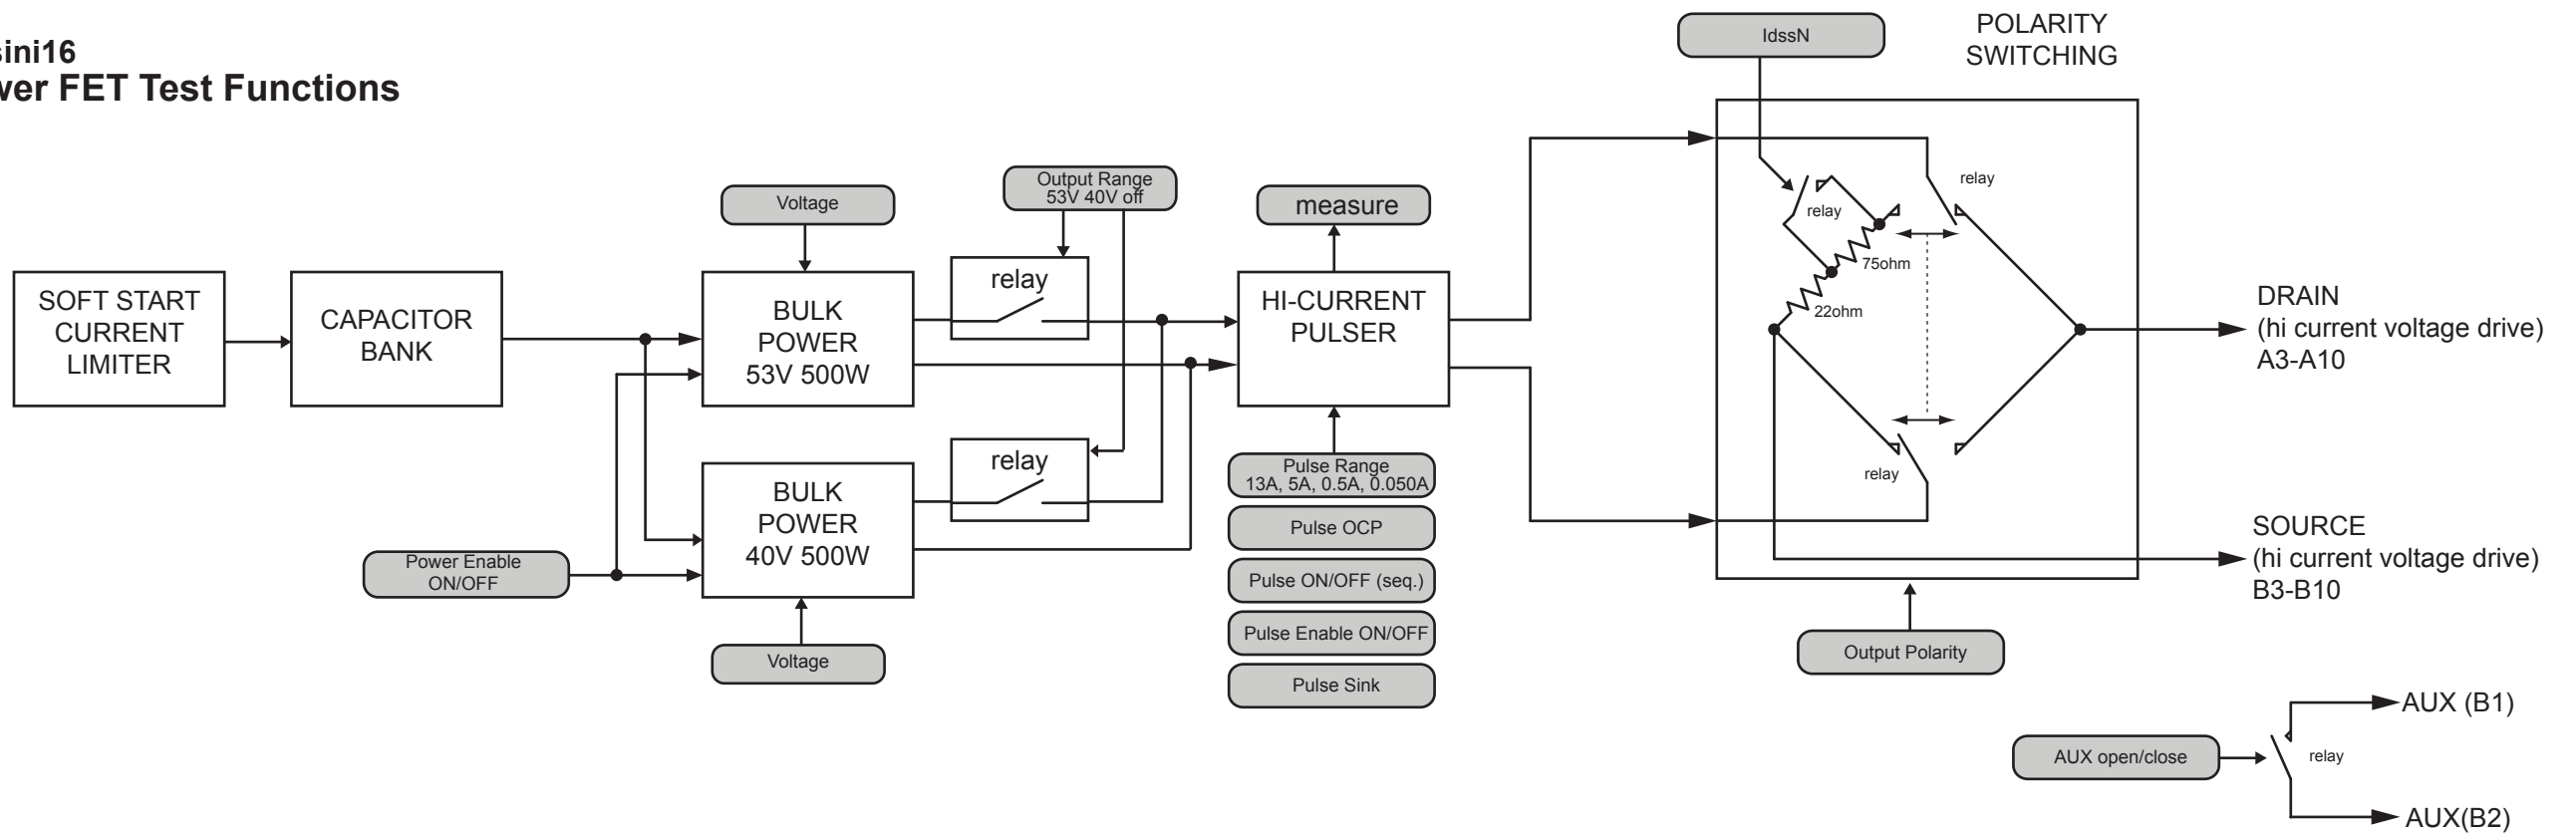 sini16
wer FET Test Functions
IdssN
POLARITY
SWITCHING
Voltage
Output Range
53V 40V off
measure
relay
relay
relay
75ohm
22ohm
SOFT START
CURRENT
LIMITER
CAPACITOR
BANK
BULK
POWER
53V 500W
HI-CURRENT
PULSER
DRAIN
(hi current voltage drive)
A3-A10
relay
BULK
POWER
40V 500W
Power Enable
ON/OFF
Voltage
Pulse Range
13A, 5A, 0.5A, 0.050A
Pulse OCP
Pulse ON/OFF (seq.)
Pulse Enable ON/OFF
Pulse Sink
relay
SOURCE
(hi current voltage drive)
B3-B10
Output Polarity
AUX (B1)
AUX open/close
relay
AUX(B2)